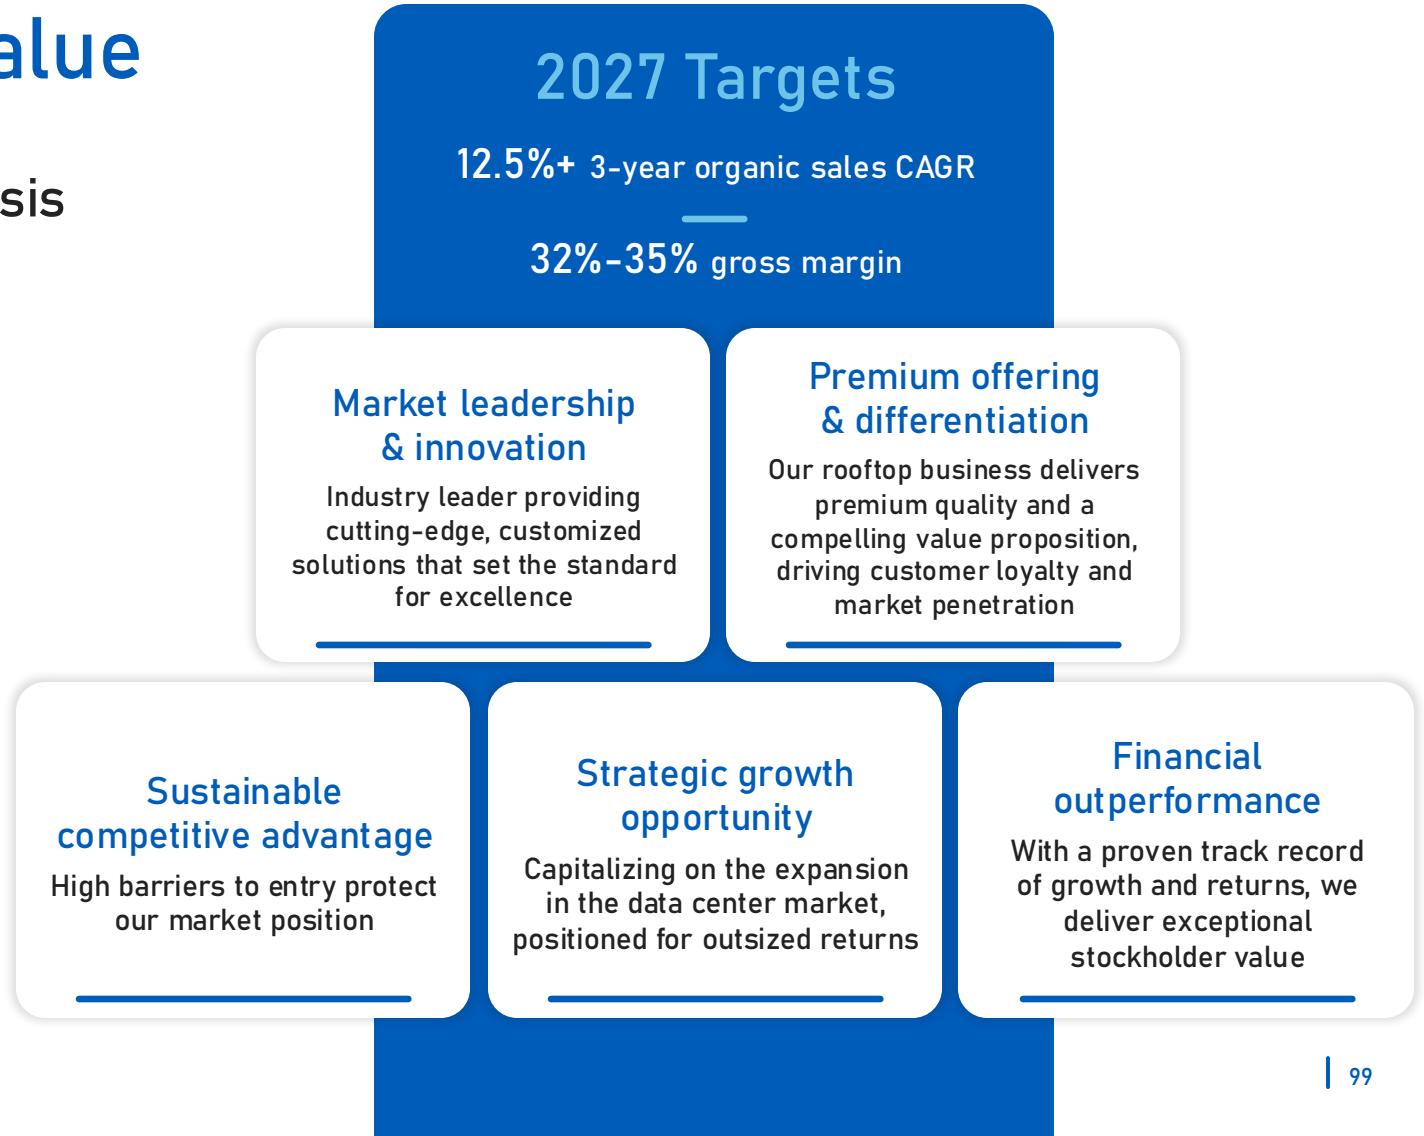 alue
sis
2027 Targets
12.5%+ 3-year organic sales CAGR
32%-35% gross margin
Market leadership
& innovation
Industry leader providing
cutting-edge, customized
solutions that set the standard
for excellence
Premium offering
& differentiation
Our rooftop business delivers
premium quality and a
compelling value proposition,
driving customer loyalty and
market penetration
Sustainable
competitive advantage
High barriers to entry protect
our market position
Strategic growth
opportunity
Capitalizing on the expansion
in the data center market,
positioned for outsized returns
Financial
outperformance
With a proven track record
of growth and returns, we
deliver exceptional
stockholder value
99